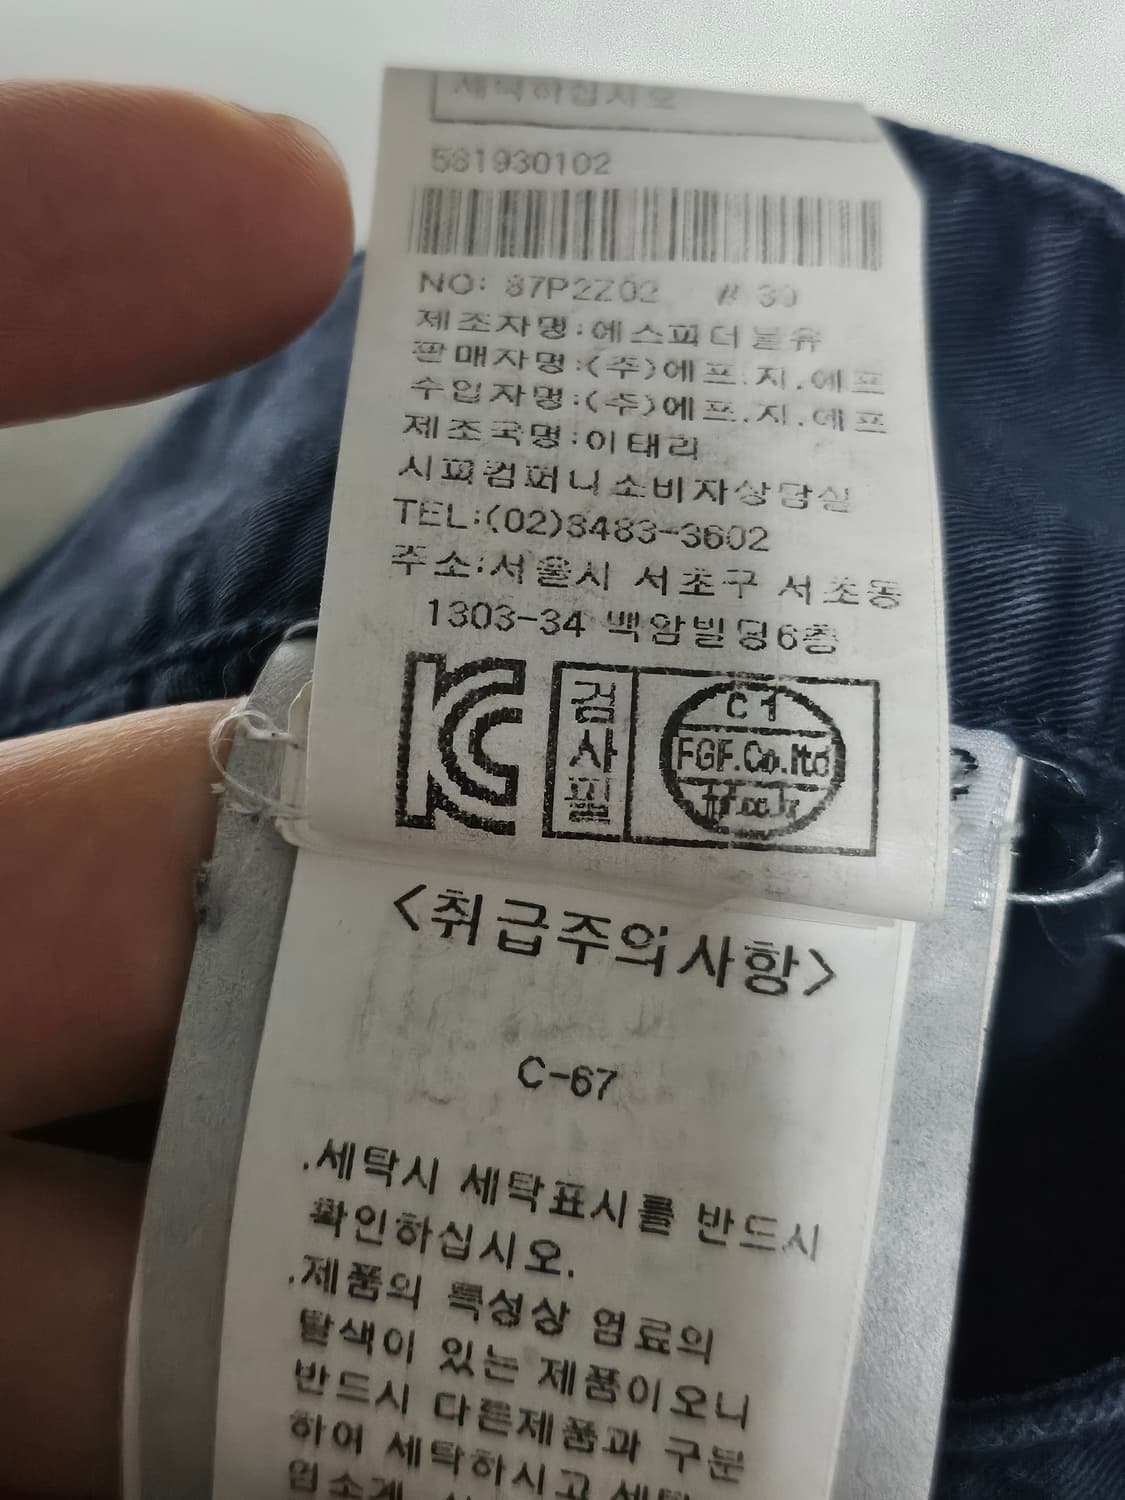 세탁하십시오
581930102
NO: 87P2Z02 # 30
제조자명:에스피더블유
판매자명:(주)에프.지.에프
수입자명:(주)에프.지.에프
제조국명:이태리
시피컴퍼니소비자상담실
TEL:(02)3483-3602
주소:서울시 서초구 서초동
1303-34 백암빌딩6층
KC
검사필
C1
FGF.Co.ltd
<취급주의사항>
C-67
.세탁시 세탁표시를 반드시
확인하십시오.
.제품의 특성상 염료의
탈색이 있는 제품이오니
반드시 다른제품과 구분
하여 세탁하시고